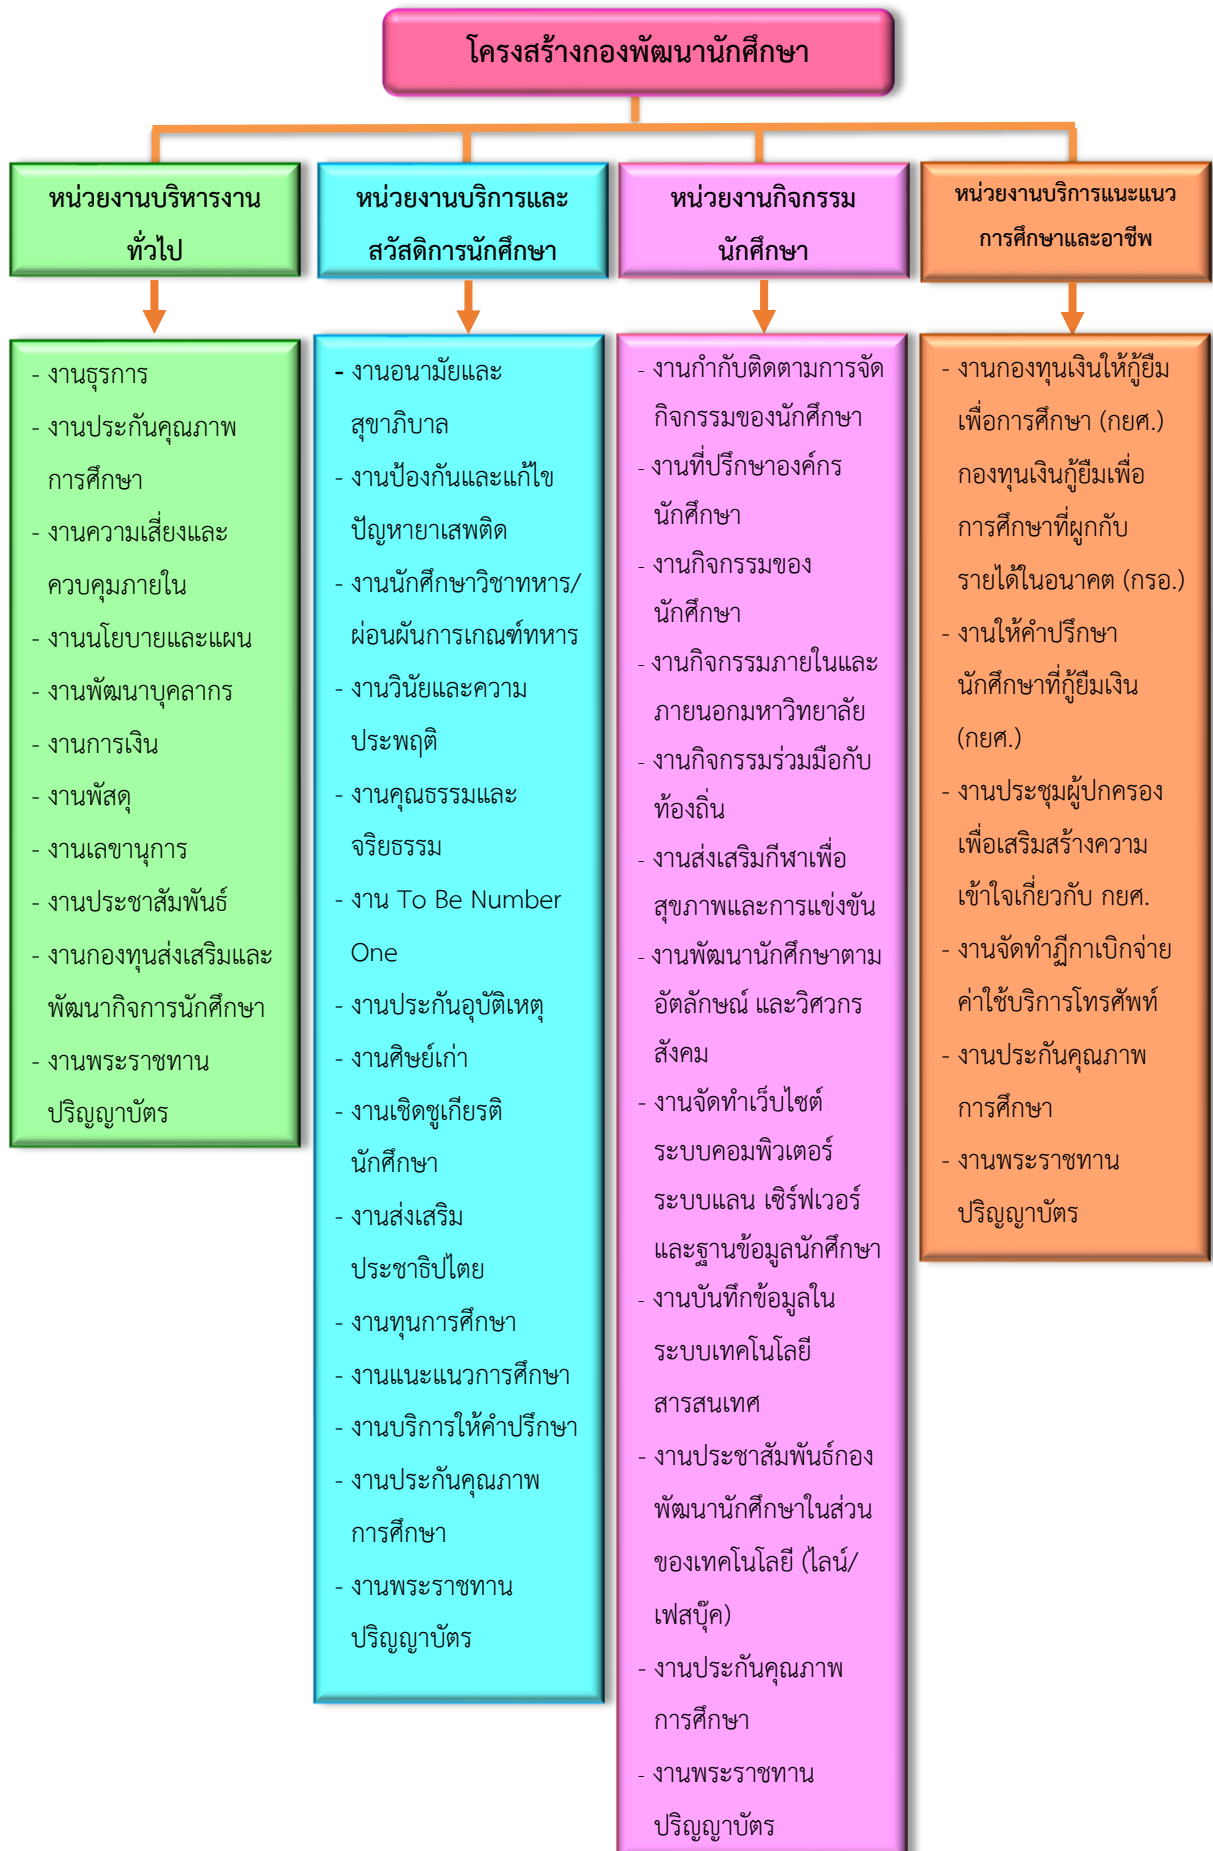 โครงสร้างกองพัฒนานักศึกษา
หน่วยงานบริหารงาน
ทั่วไป
หน่วยงานบริการและ
สวัสดิการนักศึกษา
หน่วยงานกิจกรรม
นักศึกษา
หน่วยงานบริการแนะแนว
การศึกษาและอาชีพ
- งานธุรการ
- งานประกันคุณภาพ
การศึกษา
- งานความเสี่ยงและ
ควบคุมภายใน
- งานนโยบายและแผน
- งานพัฒนาบุคลากร
- งานการเงิน
- งานพัสดุ
- งานเลขานุการ
- งานประชาสัมพันธ์
- งานกองทุนส่งเสริมและ
พัฒนากิจการนักศึกษา
- งานพระราชทาน
ปริญญาบัตร
- งานอนามัยและ
สุขาภิบาล
- งานป้องกันและแก้ไข
ปัญหายาเสพติด
- งานนักศึกษาวิชาทหาร/
ผ่อนผันการเกณฑ์ทหาร
- งานวินัยและความ
ประพฤติ
- งานคุณธรรมและ
จริยธรรม
- งาน To Be Number
One
- งานประกันอุบัติเหตุ
- งานศิษย์เก่า
- งานเชิดชูเกียรติ
นักศึกษา
- งานส่งเสริม
ประชาธิปไตย
- งานทุนการศึกษา
- งานแนะแนวการศึกษา
- งานบริการให้คำปรึกษา
- งานประกันคุณภาพ
การศึกษา
- งานพระราชทาน
ปริญญาบัตร
- งานกำกับติดตามการจัด
กิจกรรมของนักศึกษา
- งานที่ปรึกษาองค์กร
นักศึกษา
- งานกิจกรรมของ
นักศึกษา
- งานกิจกรรมภายในและ
ภายนอกมหาวิทยาลัย
- งานกิจกรรมร่วมมือกับ
ท้องถิ่น
- งานส่งเสริมกีฬาเพื่อ
สุขภาพและการแข่งขัน
- งานพัฒนานักศึกษาตาม
อัตลักษณ์ และวิศวกร
สังคม
- งานจัดทำเว็บไซต์
ระบบคอมพิวเตอร์
ระบบแลน เซิร์ฟเวอร์
และฐานข้อมูลนักศึกษา
- งานบันทึกข้อมูลใน
ระบบเทคโนโลยี
สารสนเทศ
- งานประชาสัมพันธ์กอง
พัฒนานักศึกษาในส่วน
ของเทคโนโลยี (ไลน์/
เฟสบุ๊ค)
- งานประกันคุณภาพ
การศึกษา
- งานพระราชทาน
ปริญญาบัตร
- งานกองทุนเงินให้กู้ยืม
เพื่อการศึกษา (กยศ.)
กองทุนเงินกู้ยืมเพื่อ
การศึกษาที่ผูกกับ
รายได้ในอนาคต (กรอ.)
- งานให้คำปรึกษา
นักศึกษาที่กู้ยืมเงิน
(กยศ.)
- งานประชุมผู้ปกครอง
เพื่อเสริมสร้างความ
เข้าใจเกี่ยวกับ กยศ.
- งานจัดทำฏีกาเบิกจ่าย
ค่าใช้บริการโทรศัพท์
- งานประกันคุณภาพ
การศึกษา
- งานพระราชทาน
ปริญญาบัตร